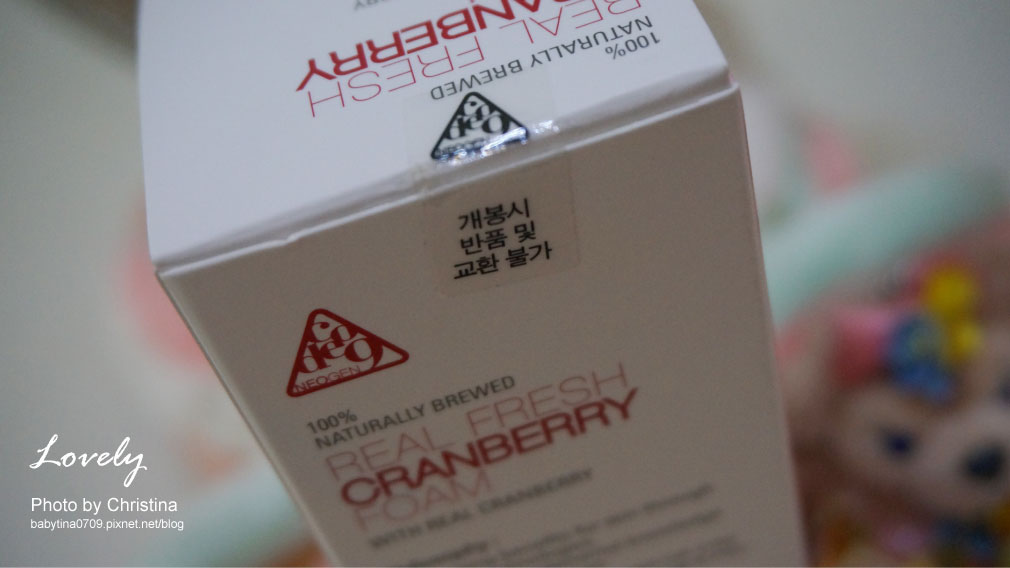 100%
NATURALLY BREWED
REAL FRESH
CRANBERRY
개봉시
반품 및
교환 불가
NEOGEN
100%
NATURALLY BREWED
REAL FRESH
CRANBERRY
FOAM
WITH REAL CRANBERRY
Lovely
Photo by Christina
babytina0709.pixnet.net/blog